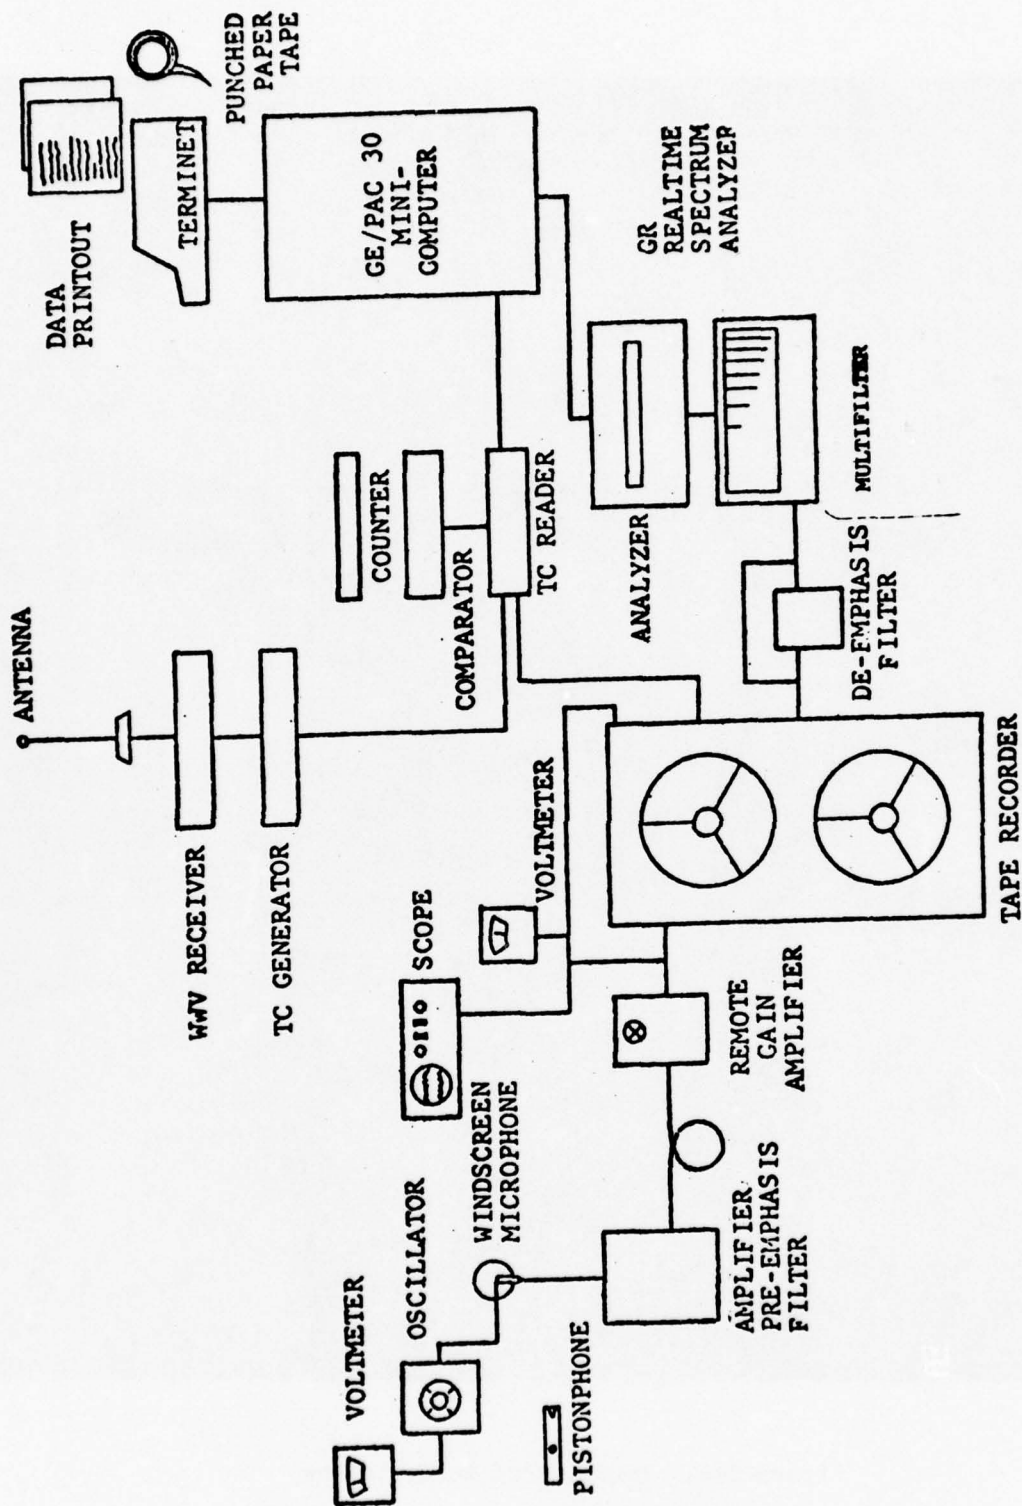 VOLTMETER
OSCILLATOR
WINDSCREEN
MICROPHONE
PISTONPHONE
AMPLIFIER
PRE-EMPHASIS
FILTER
SCOPE
VOLTMETER
REMOTE
GAIN
AMPLIFIER
TAPE RECORDER
ANTENNA
WWV RECEIVER
TC GENERATOR
COUNTER
COMPARATOR
TC READER
DE-EMPHASIS
FILTER
ANALYZER
MULTIFILTER
GR
REALTIME
SPECTRUM
ANALYZER
DATA
PRINTOUT
TERMINET
PUNCHED
PAPER
TAPE
GE/PAC 30
MINI-
COMPUTER